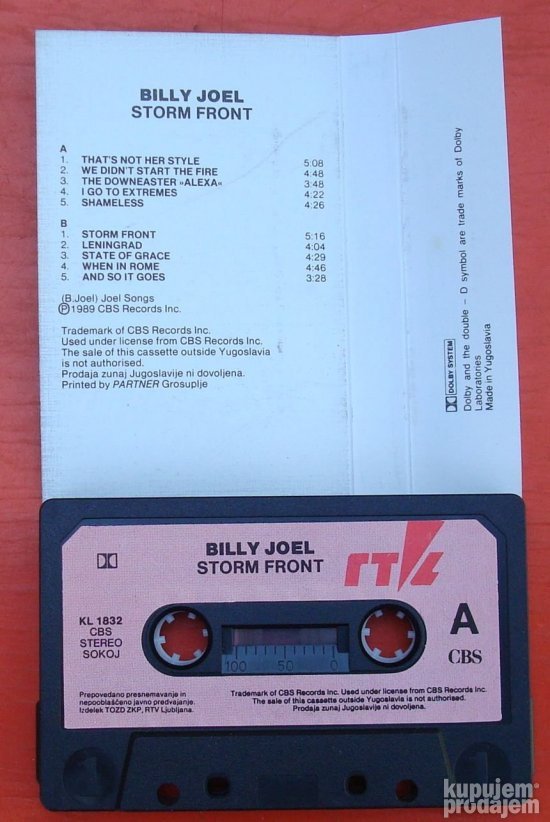 BILLY JOEL
STORM FRONT
A
1. THAT'S NOT HER STYLE 5:08
2. WE DIDN'T START THE FIRE 4:48
3. THE DOWNEASTER »ALEXA« 3:48
4. I GO TO EXTREMES 4:22
5. SHAMELESS 4:26
B
1. STORM FRONT 5:16
2. LENINGRAD 4:04
3. STATE OF GRACE 4:29
4. WHEN IN ROME 4:46
5. AND SO IT GOES 3:28
(B.Joel) Joel Songs
Ⓟ1989 CBS Records Inc.
Trademark of CBS Records Inc.
Used under license from CBS Records Inc.
The sale of this cassette outside Yugoslavia
is not authorised.
Prodaja zunaj Jugoslavije ni dovoljena.
Printed by PARTNER Grosuplje
DOLBY SYSTEM
Dolby and the double – D symbol are trade marks of Dolby
Laboratories
Made in Yugoslavia
BILLY JOEL
STORM FRONT
RTVL
KL 1832
CBS
STEREO
SOKOJ
100 50 0
A
CBS
Prepovedano presnemavanje in
nepooblaščeno javno predvajanje.
Izdelek TOZD ZKP, RTV Ljubljana.
Trademark of CBS Records Inc. Used under license from CBS Records Inc.
The sale of this cassette outside Yugoslavia is not authorised.
Prodaja zunaj Jugoslavije ni dovoljena.
1
1
kupujem
prodajem